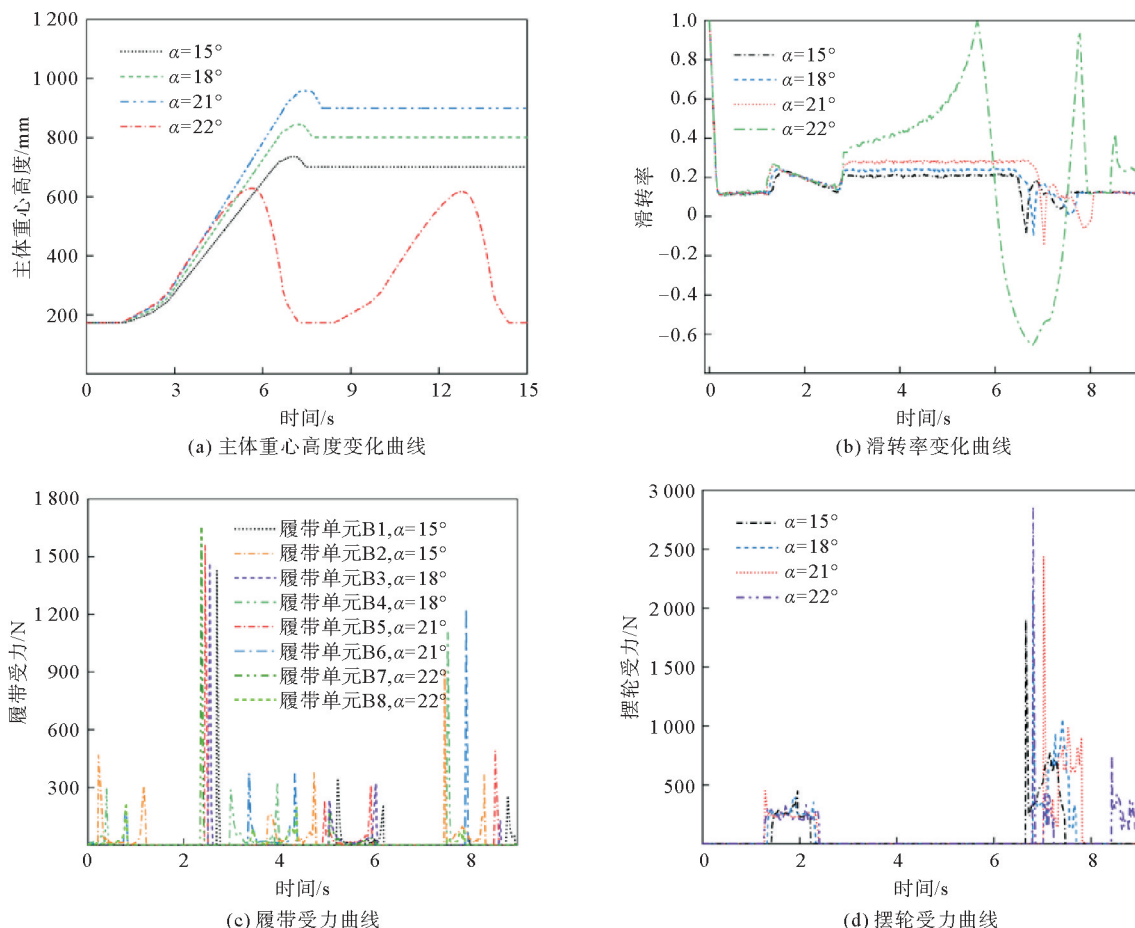 1 200
1 000
800
600
400
200
主体重心高度/mm
α=15°
α=18°
α=21°
α=22°
0
3
6
9
12
15
时间/s
(a) 主体重心高度变化曲线
1.0
0.8
0.6
0.4
0.2
0
−0.2
−0.4
−0.6
滑转率
α=15°
α=18°
α=21°
α=22°
0
2
4
6
8
时间/s
(b) 滑转率变化曲线
1 800
1500
1200
900
600
300
履带受力/N
履带单元B1,α=15°
履带单元B2,α=15°
履带单元B3,α=18°
履带单元B4,α=18°
履带单元B5,α=21°
履带单元B6,α=21°
履带单元B7,α=22°
履带单元B8,α=22°
0
2
4
6
8
时间/s
(c) 履带受力曲线
3 000
2 500
2 000
1 500
1 000
500
摆轮受力/N
α=15°
α=18°
α=21°
α=22°
0
2
4
6
8
时间/s
(d) 摆轮受力曲线